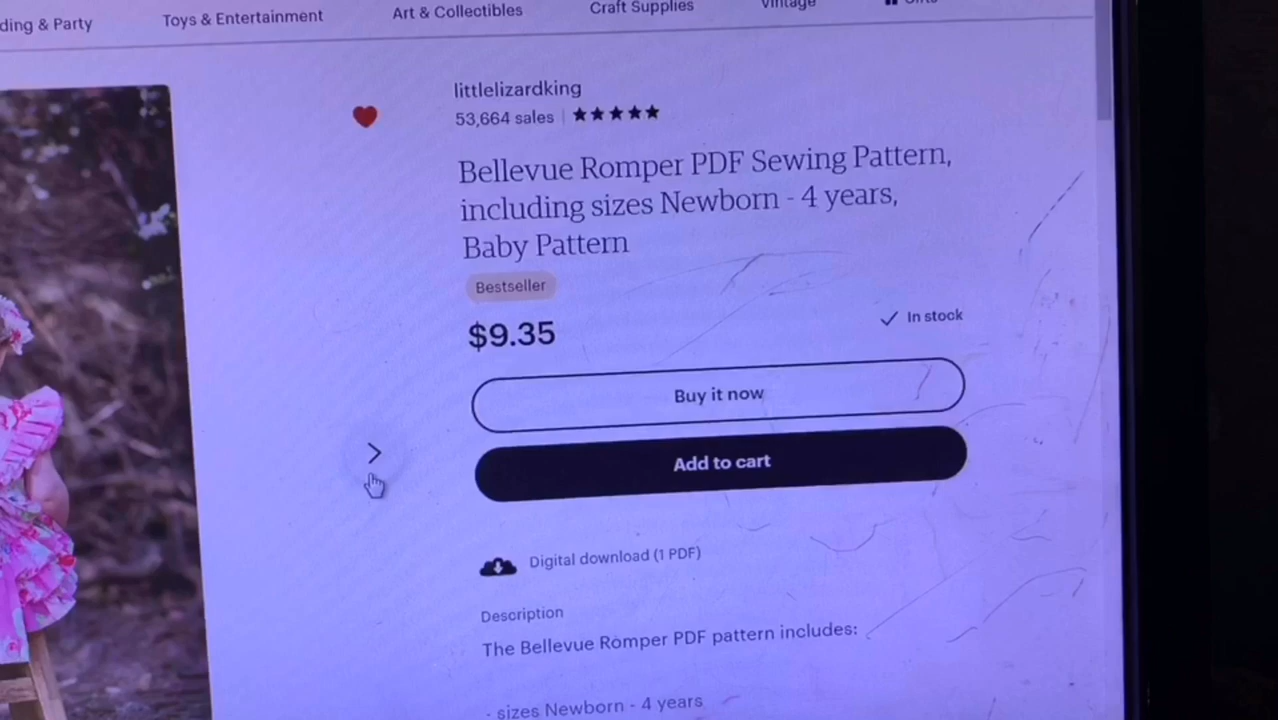 Toys & Entertainment
Art & Collectibles
Craft Supplies
Vintage
& Party
littlelizardking
53,664 sales
Bellevue Romper PDF Sewing Pattern,
including sizes Newborn - 4 years,
Baby Pattern
Bestseller
$9.35
In stock
Buy it now
Add to cart
Digital download (1 PDF)
Description
The Bellevue Romper PDF pattern includes:
- sizes Newborn - 4 years